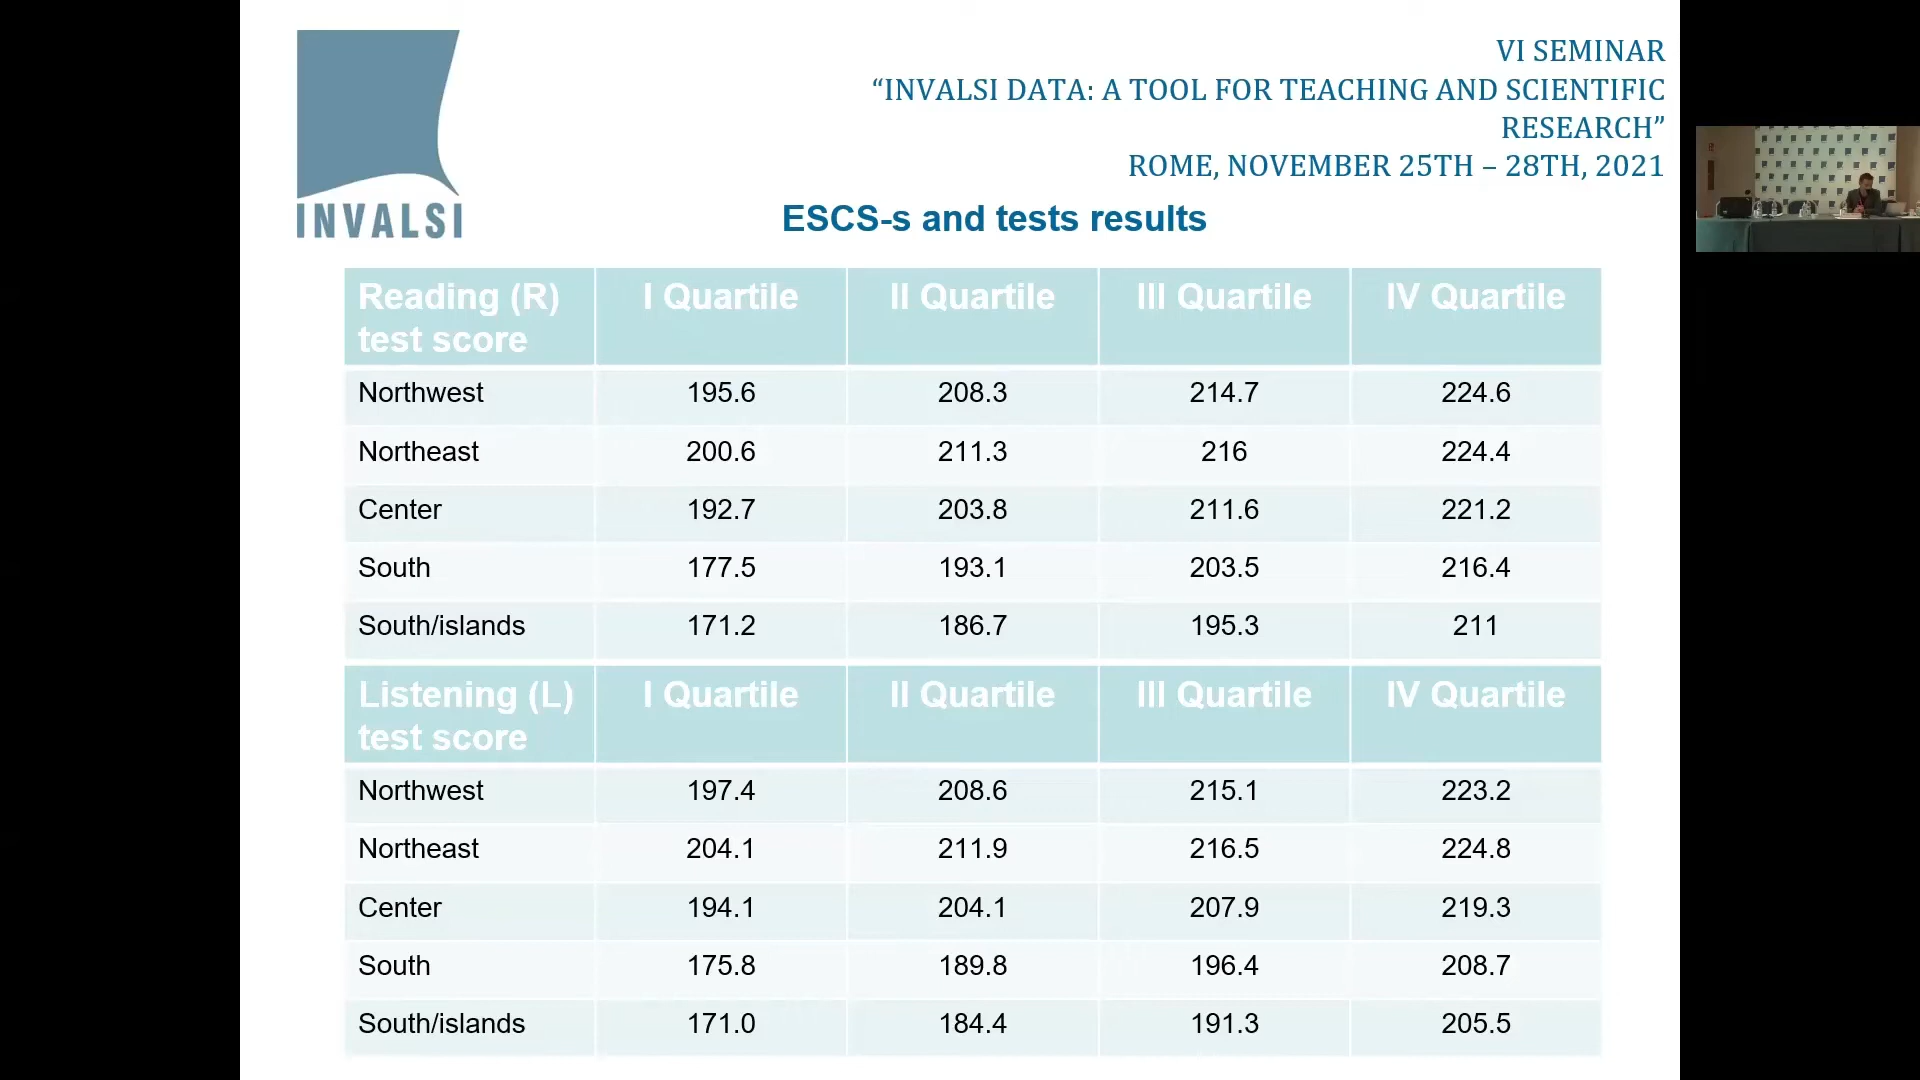 VI SEMINAR
“INVALSI DATA: A TOOL FOR TEACHING AND SCIENTIFIC
RESEARCH”
ROME, NOVEMBER 25TH – 28TH, 2021
INVALSI
ESCS-s and tests results
Reading (R) test score I Quartile II Quartile III Quartile IV Quartile
Northwest 195.6 208.3 214.7 224.6
Northeast 200.6 211.3 216 224.4
Center 192.7 203.8 211.6 221.2
South 177.5 193.1 203.5 216.4
South/islands 171.2 186.7 195.3 211
Listening (L) test score I Quartile II Quartile III Quartile IV Quartile
Northwest 197.4 208.6 215.1 223.2
Northeast 204.1 211.9 216.5 224.8
Center 194.1 204.1 207.9 219.3
South 175.8 189.8 196.4 208.7
South/islands 171.0 184.4 191.3 205.5